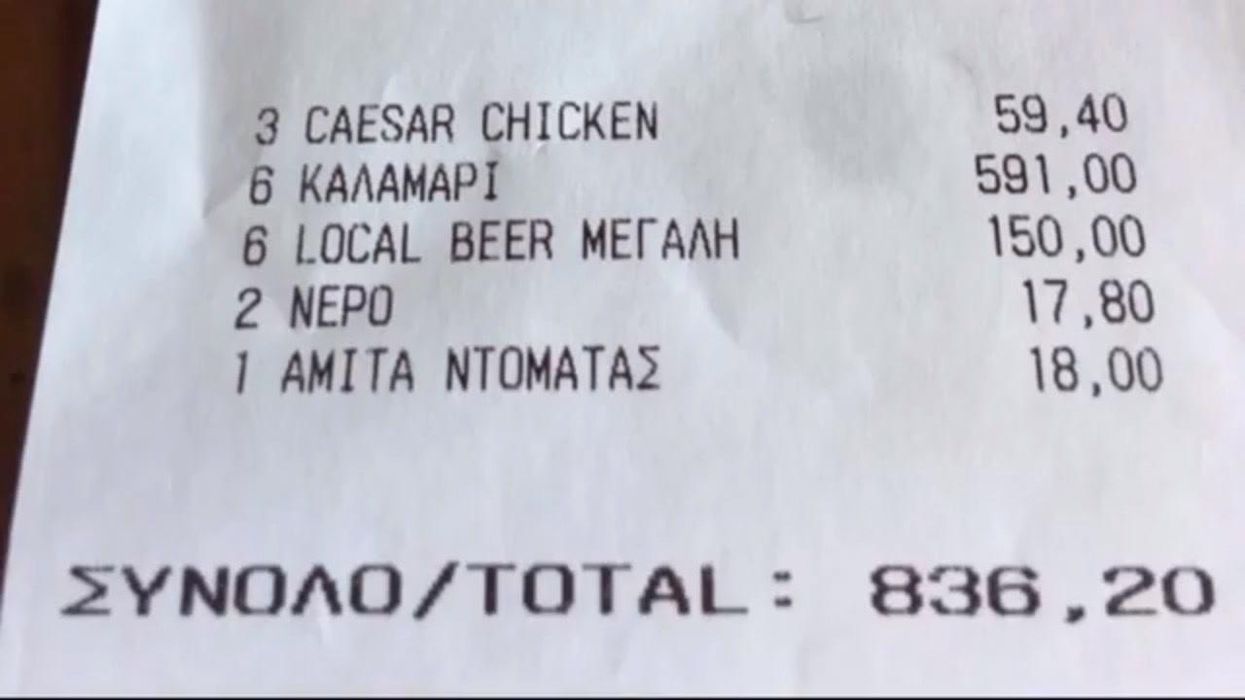 3 CAESAR CHICKEN 59,40
6 ΚΑΛΑΜΑΡΙ 591,00
6 LOCAL BEER ΜΕΓΑΛΗ 150,00
2 ΝΕΡΟ 17,80
1 ΑΜΙΤΑ ΝΤΟΜΑΤΑΣ 18,00
ΣΥΝΟΛΟ/TOTAL: 836,20